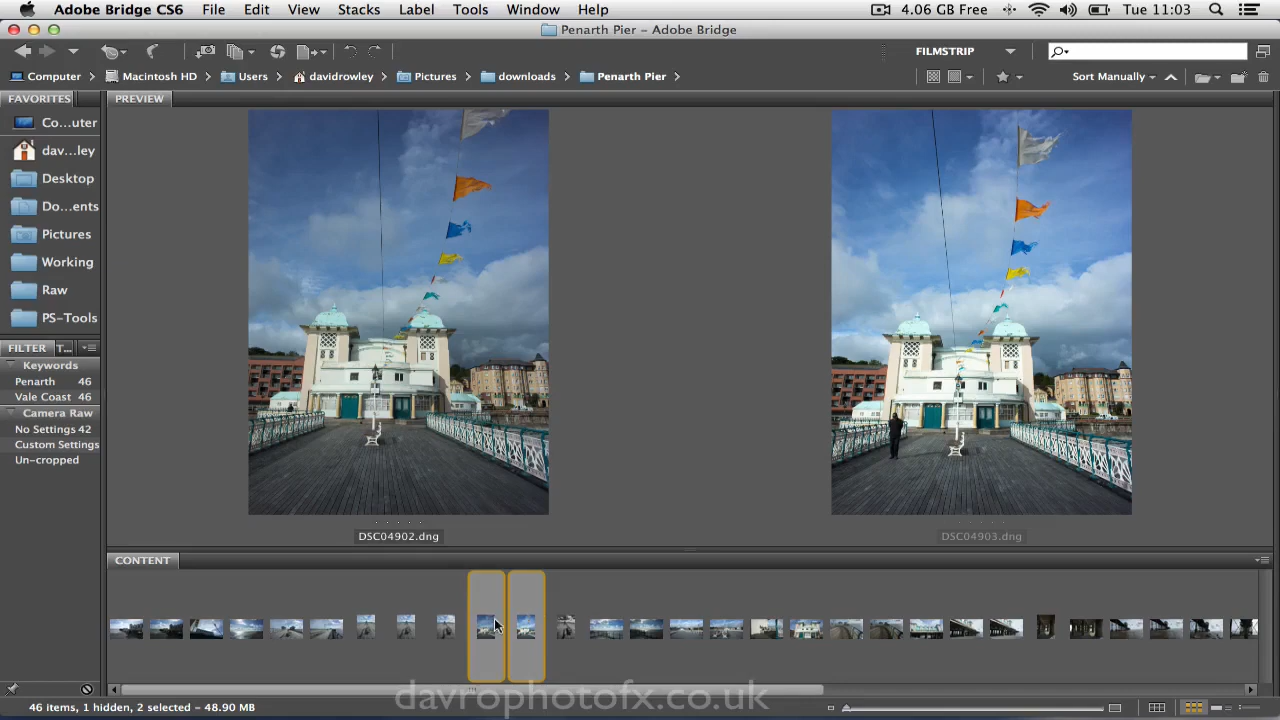 Adobe Bridge CS6 File Edit View Stacks Label Tools Window Help 4.06 GB Free Tue 11:03
Penarth Pier – Adobe Bridge
FILMSTRIP
Computer Macintosh HD Users davidrowley Pictures downloads Penarth Pier Sort Manually
FAVORITES
Co...uter
dav...ley
Desktop
Do...ents
Pictures
Working
Raw
PS-Tools
FILTER T...
Keywords
Penarth 46
Vale Coast 46
Camera Raw
No Settings 42
Custom Settings
Un-cropped
PREVIEW
DSC04902.dng DSC04903.dng
CONTENT
davrophotofx.co.uk
46 items, 1 hidden, 2 selected – 48.90 MB